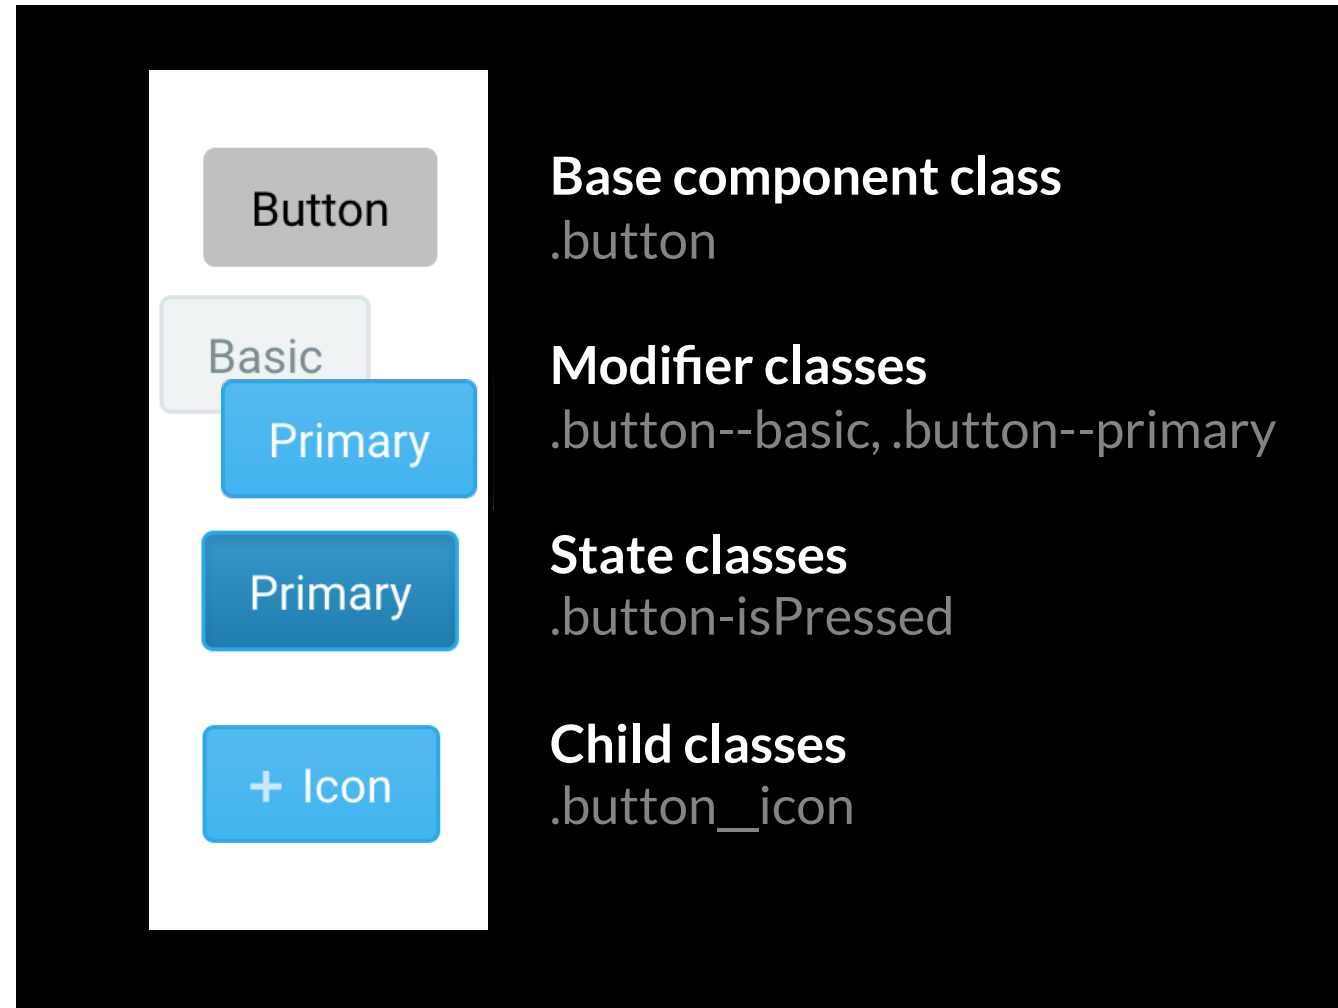 Button
Base component class
.button
Basic
Primary
Modifier classes
.button--basic, .button--primary
Primary
State classes
.button-isPressed
+ Icon
Child classes
.button__icon